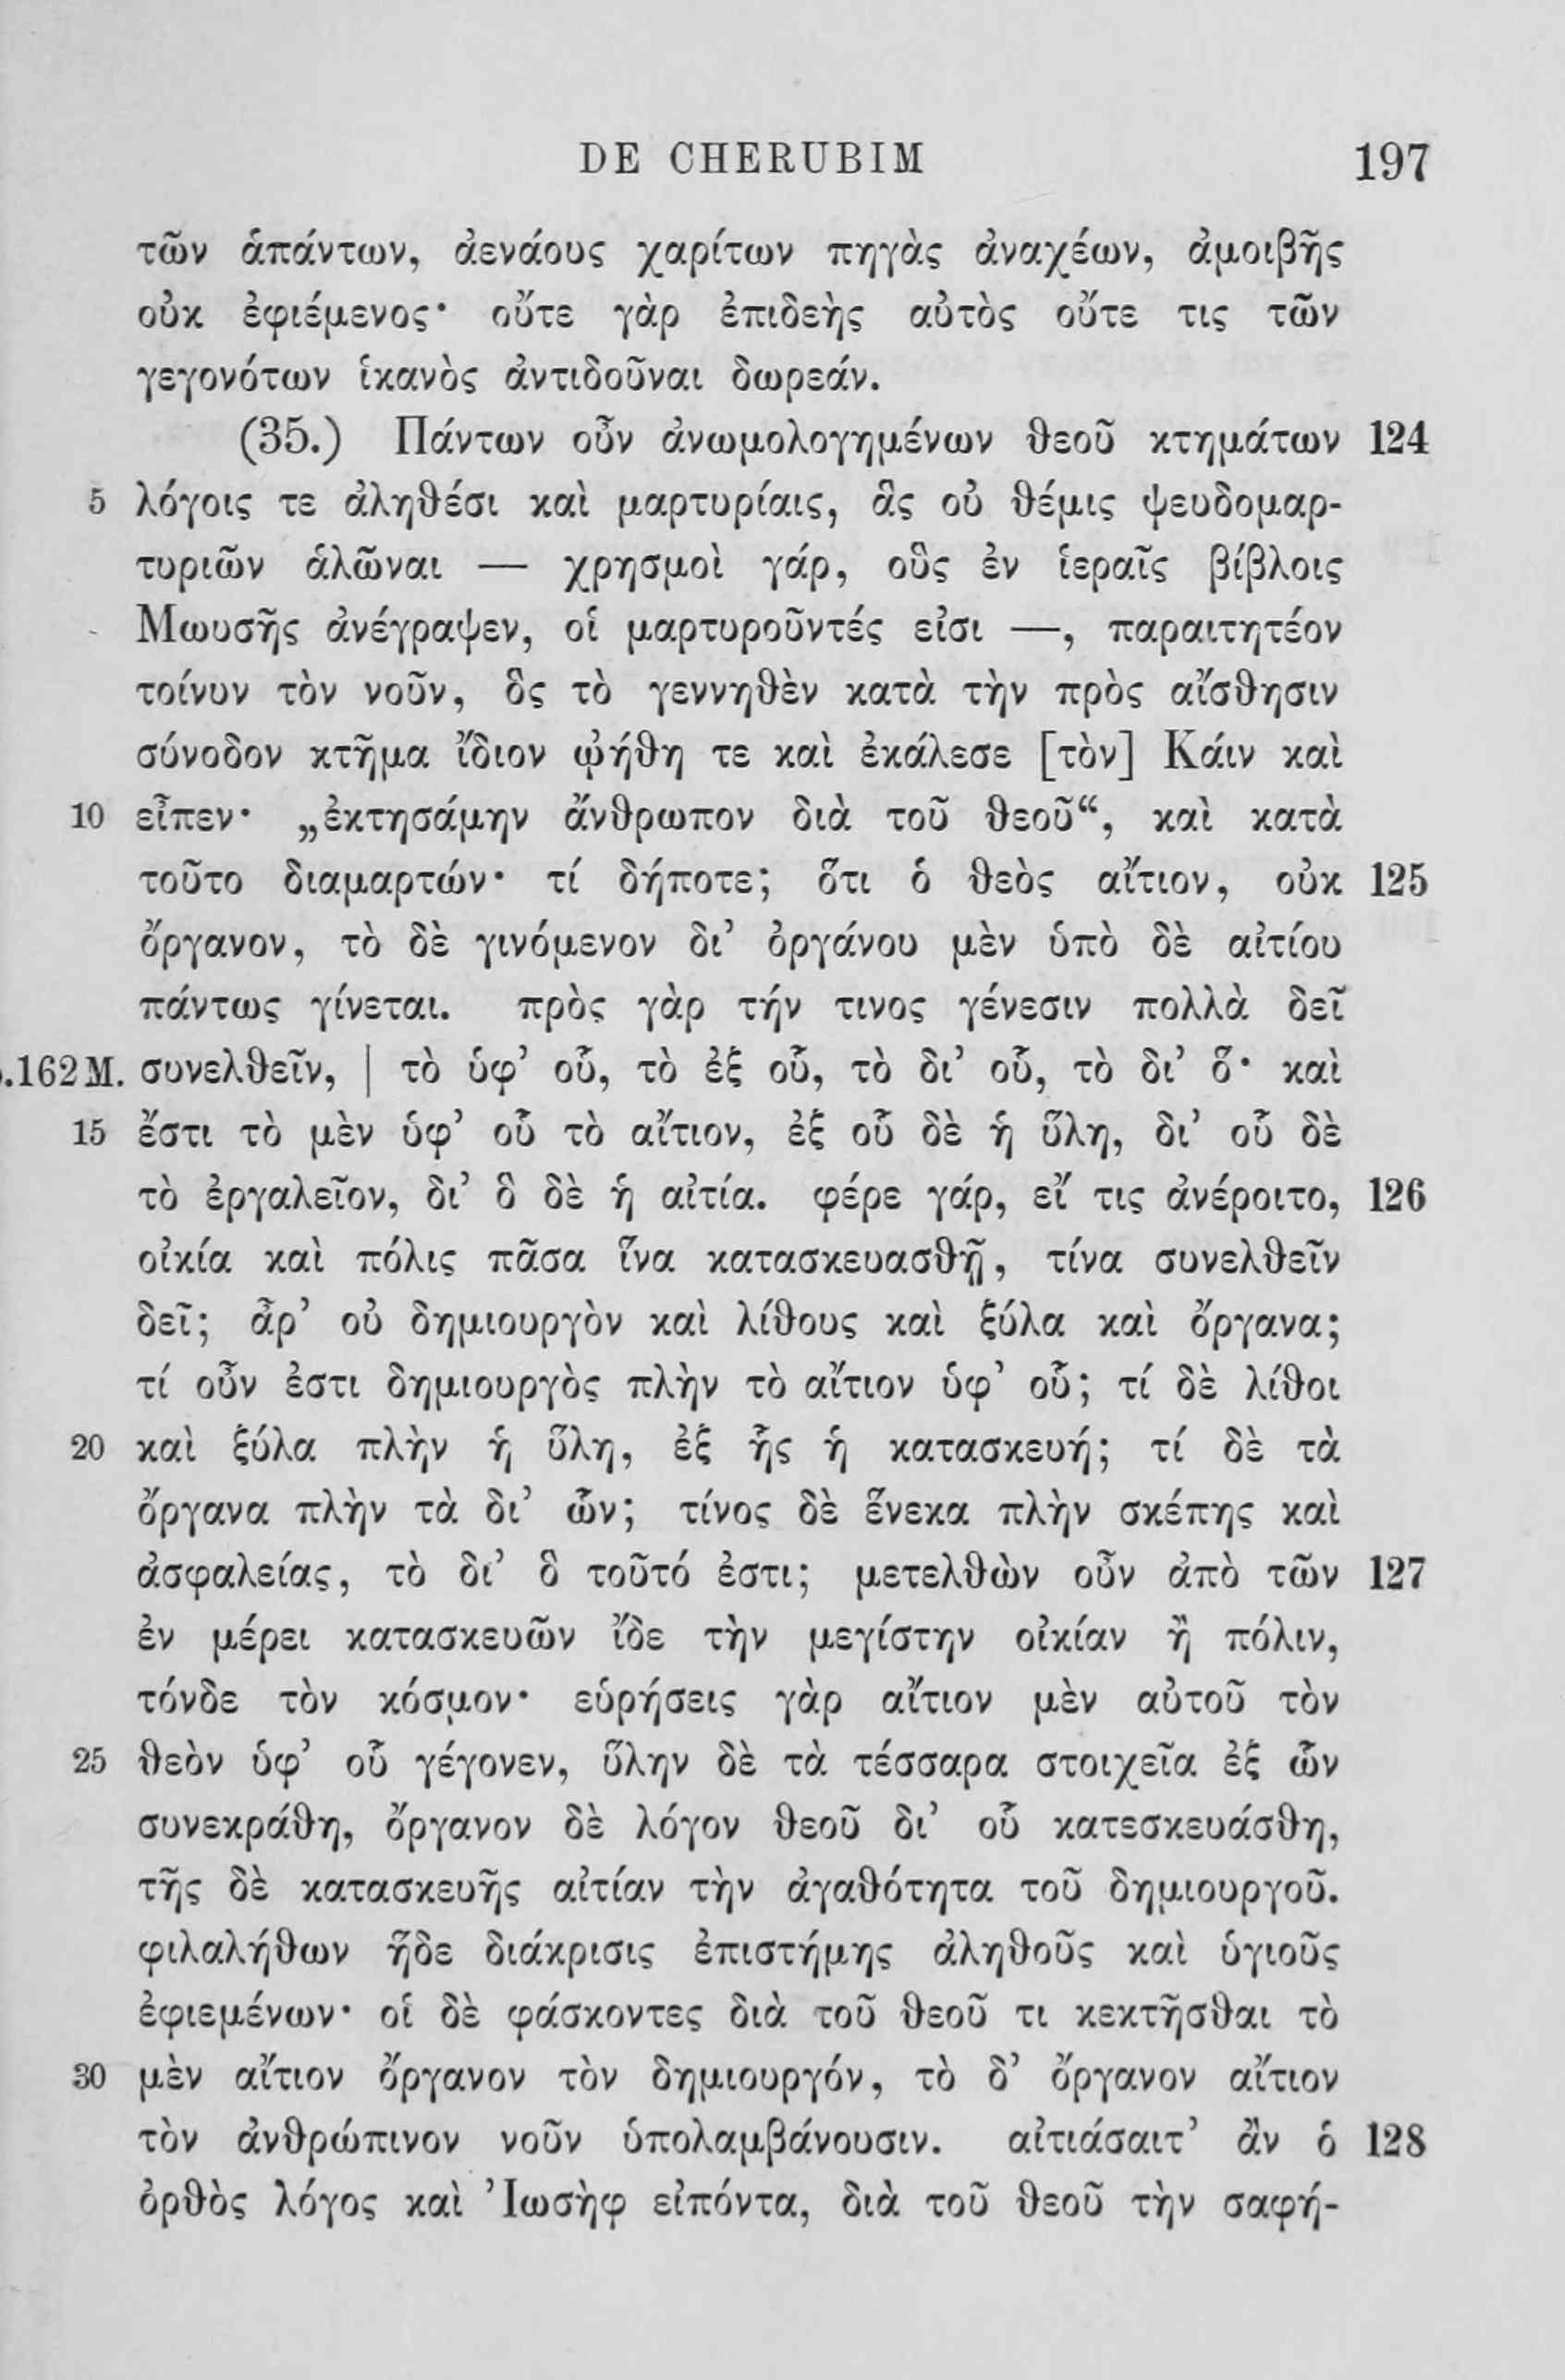 DE CHERUBIM 197
τῶν ἁπάντων, ἀενάους χαρίτων πηγὰς ἀναχέων, ἀμοιβῆς
οὐκ ἐφιέμενος· οὔτε γὰρ ἐπιδεὴς αὐτὸς οὔτε τις τῶν
γεγονότων ἱκανὸς ἀντιδοῦναι δωρεάν.
(35.) Πάντων οὖν ἀνωμολογημένων θεοῦ κτημάτων 124
5 λόγοις τε ἀληθέσι καὶ μαρτυρίαις, ἃς οὐ θέμις ψευδομαρ-
τυριῶν ἁλῶναι — χρησμοὶ γάρ, οὓς ἐν ἱεραῖς βίβλοις
Μωυσῆς ἀνέγραψεν, οἱ μαρτυροῦντές εἰσι —, παραιτητέον
τοίνυν τὸν νοῦν, ὃς τὸ γεννηθὲν κατὰ τὴν πρὸς αἴσθησιν
σύνοδον κτῆμα ἴδιον ᾠήθη τε καὶ ἐκάλεσε [τὸν] Κάιν καὶ
10 εἶπεν· „ἐκτησάμην ἄνθρωπον διὰ τοῦ θεοῦ“, καὶ κατὰ
τοῦτο διαμαρτών· τί δήποτε; ὅτι ὁ θεὸς αἴτιον, οὐκ 125
ὄργανον, τὸ δὲ γινόμενον δι’ ὀργάνου μὲν ὑπὸ δὲ αἰτίου
πάντως γίνεται. πρὸς γὰρ τήν τινος γένεσιν πολλὰ δεῖ
.162 M. συνελθεῖν, | τὸ ὑφ’ οὗ, τὸ ἐξ οὗ, τὸ δι’ οὗ, τὸ δι’ ὅ· καὶ
15 ἔστι τὸ μὲν ὑφ’ οὗ τὸ αἴτιον, ἐξ οὗ δὲ ἡ ὕλη, δι’ οὗ δὲ
τὸ ἐργαλεῖον, δι’ ὃ δὲ ἡ αἰτία. φέρε γάρ, εἴ τις ἀνέροιτο, 126
οἰκία καὶ πόλις πᾶσα ἵνα κατασκευασθῇ, τίνα συνελθεῖν
δεῖ; ἆρ’ οὐ δημιουργὸν καὶ λίθους καὶ ξύλα καὶ ὄργανα;
τί οὖν ἐστι δημιουργὸς πλὴν τὸ αἴτιον ὑφ’ οὗ; τί δὲ λίθοι
20 καὶ ξύλα πλὴν ἡ ὕλη, ἐξ ἧς ἡ κατασκευή; τί δὲ τὰ
ὄργανα πλὴν τὰ δι’ ὧν; τίνος δὲ ἕνεκα πλὴν σκέπης καὶ
ἀσφαλείας, τὸ δι’ ὃ τοῦτό ἐστι; μετελθὼν οὖν ἀπὸ τῶν 127
ἐν μέρει κατασκευῶν ἴδε τὴν μεγίστην οἰκίαν ἢ πόλιν,
τόνδε τὸν κόσμον· εὑρήσεις γὰρ αἴτιον μὲν αὐτοῦ τὸν
25 θεὸν ὑφ’ οὗ γέγονεν, ὕλην δὲ τὰ τέσσαρα στοιχεῖα ἐξ ὧν
συνεκράθη, ὄργανον δὲ λόγον θεοῦ δι’ οὗ κατεσκευάσθη,
τῆς δὲ κατασκευῆς αἰτίαν τὴν ἀγαθότητα τοῦ δημιουργοῦ.
φιλαλήθων ἥδε διάκρισις ἐπιστήμης ἀληθοῦς καὶ ὑγιοῦς
ἐφιεμένων· οἱ δὲ φάσκοντες διὰ τοῦ θεοῦ τι κεκτῆσθαι τὸ
30 μὲν αἴτιον ὄργανον τὸν δημιουργόν, τὸ δ’ ὄργανον αἴτιον
τὸν ἀνθρώπινον νοῦν ὑπολαμβάνουσιν. αἰτιάσαιτ’ ἂν ὁ 128
ὀρθὸς λόγος καὶ Ἰωσὴφ εἰπόντα, διὰ τοῦ θεοῦ τὴν σαφή-